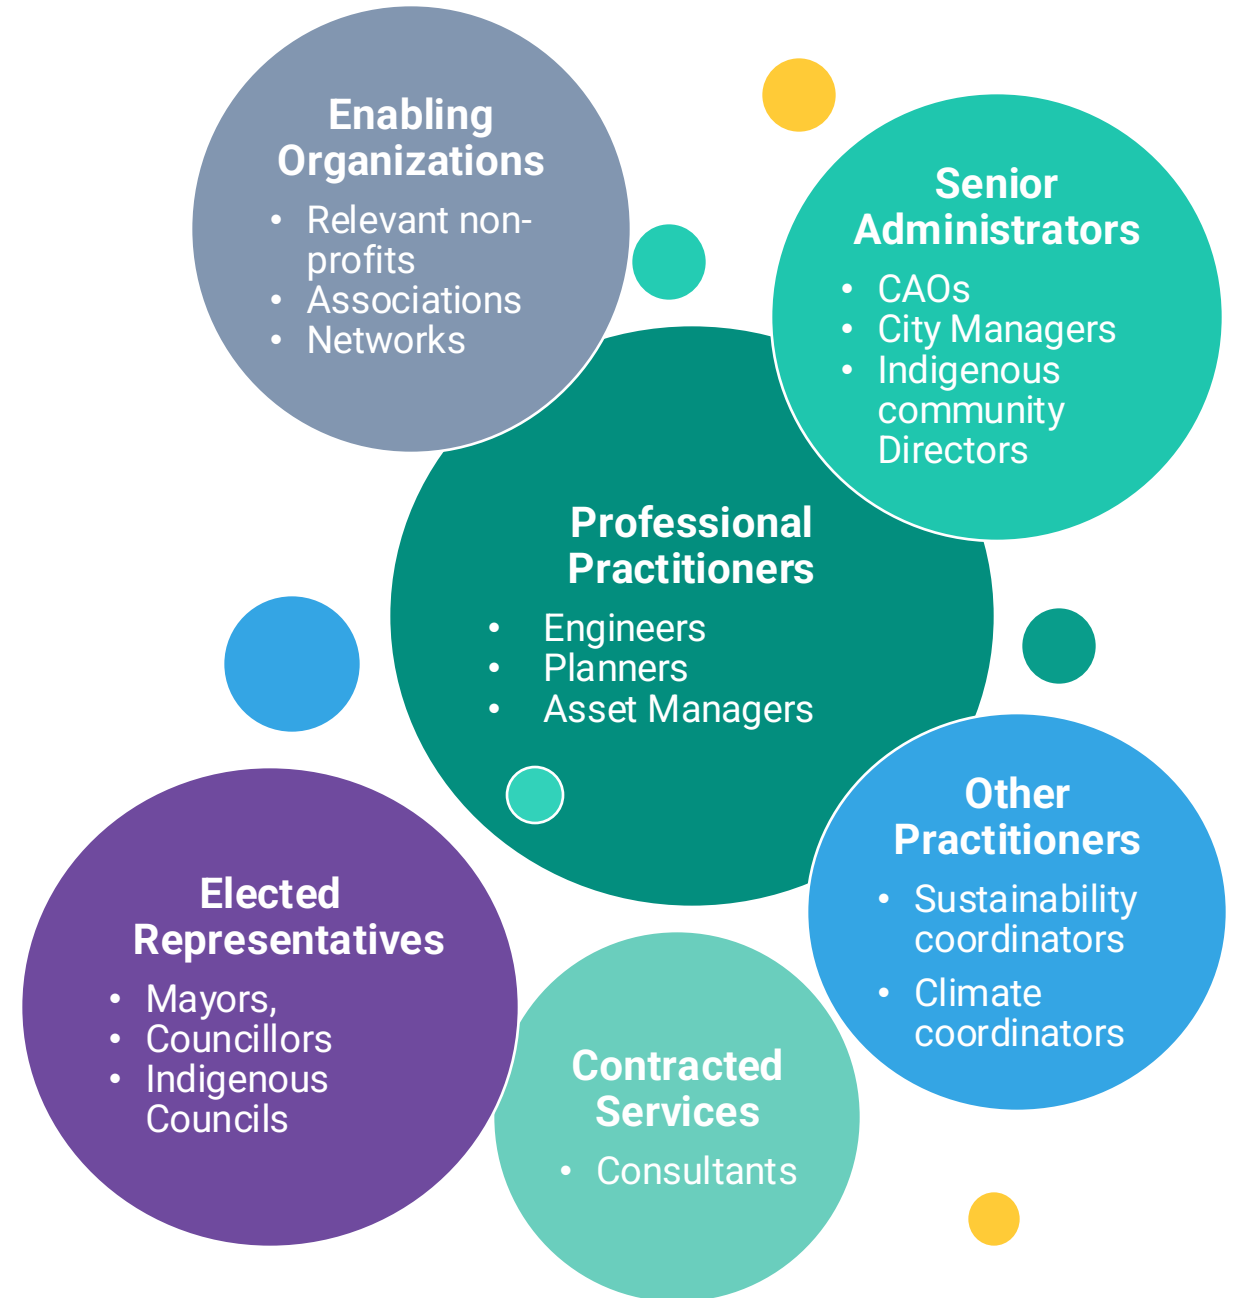 Enabling
Organizations
• Relevant non-
profits
• Associations
• Networks
Senior
Administrators
• CAOs
• City Managers
• Indigenous
community
Directors
Professional
Practitioners
• Engineers
• Planners
• Asset Managers
Other
Practitioners
• Sustainability
coordinators
• Climate
coordinators
Elected
Representatives
• Mayors,
• Councillors
• Indigenous
Councils
Contracted
Services
• Consultants